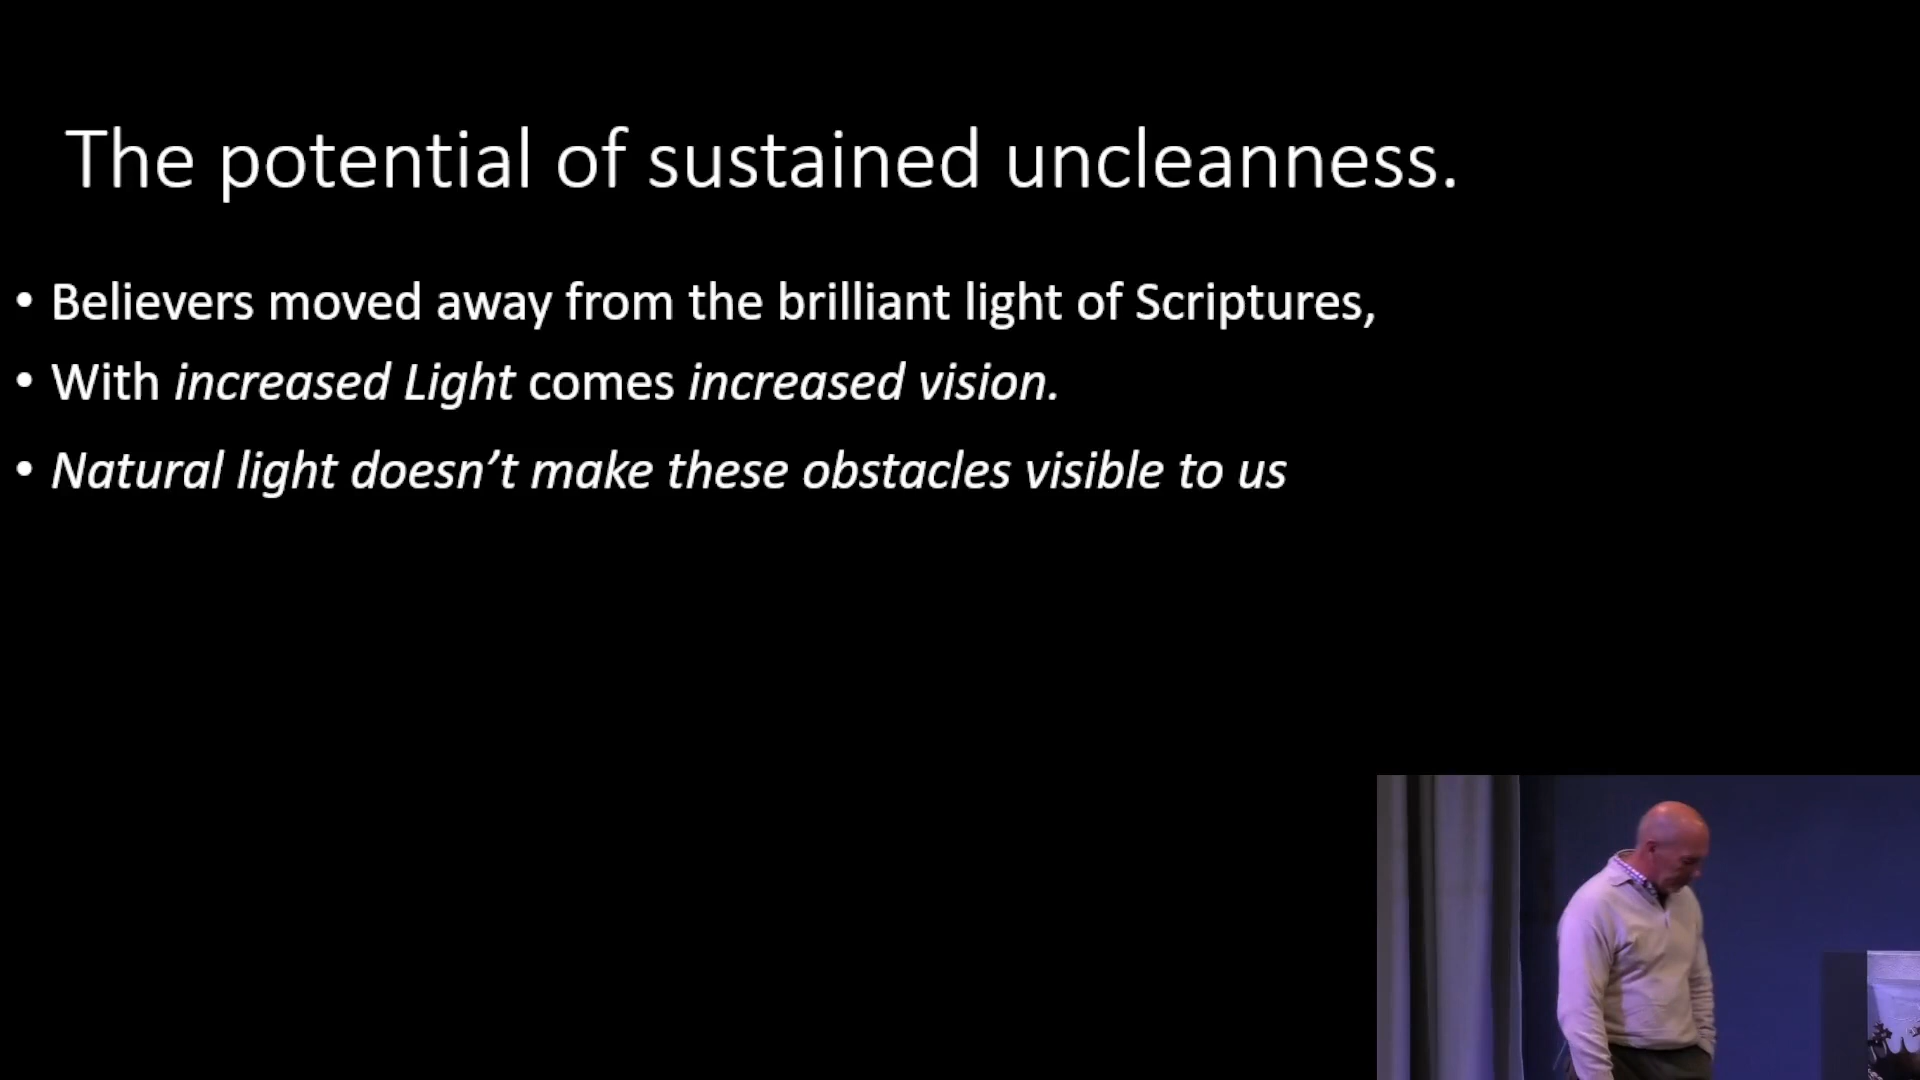 The potential of sustained uncleanness.
• Believers moved away from the brilliant light of Scriptures,
• With increased Light comes increased vision.
• Natural light doesn’t make these obstacles visible to us